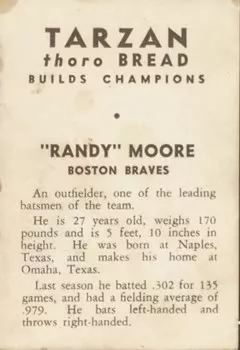 TARZAN
thoro BREAD
BUILDS CHAMPIONS
•
"RANDY" MOORE
BOSTON BRAVES
An outfielder, one of the leading
batsmen of the team.
He is 27 years old, weighs 170
pounds and is 5 feet, 10 inches in
height. He was born at Naples,
Texas, and makes his home at
Omaha, Texas.
Last season he batted .302 for 135
games, and had a fielding average of
.979. He bats left-handed and
throws right-handed.